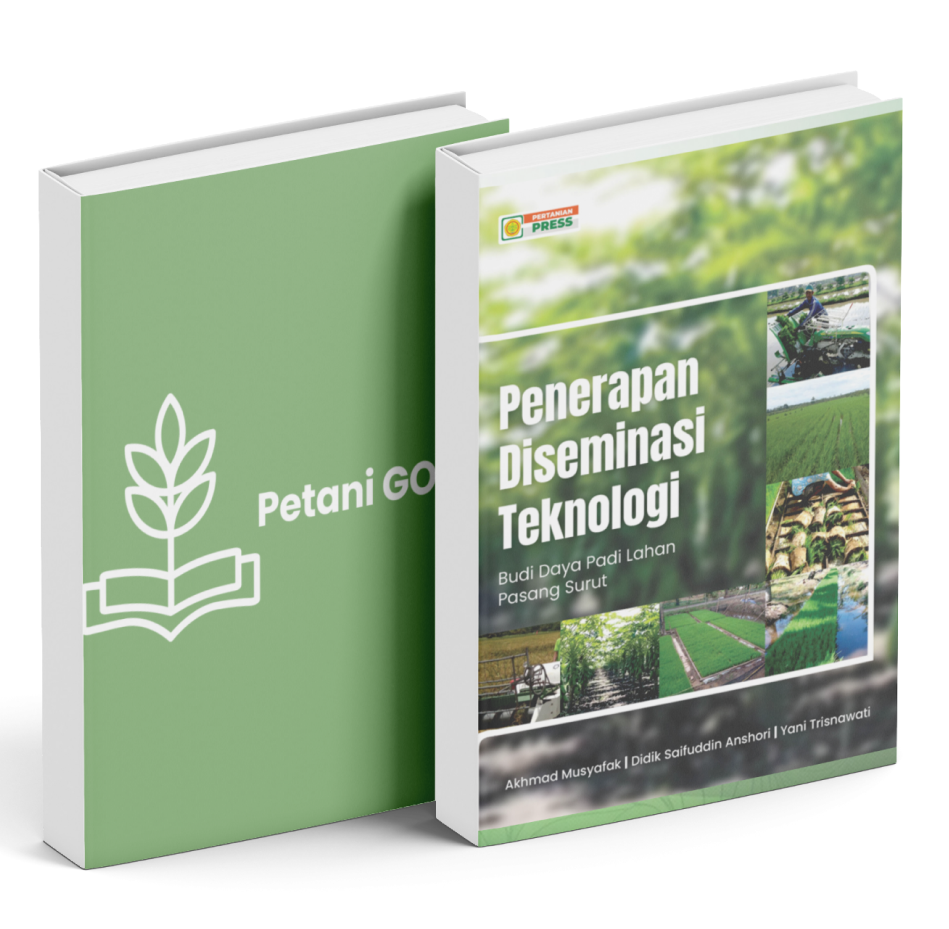 Petani GO
PERTANIAN
PRESS
Penerapan
Diseminasi
Teknologi
Budi Daya Padi Lahan
Pasang Surut
Akhmad Musyafak | Didik Saifuddin Anshori | Yani Trisnawati